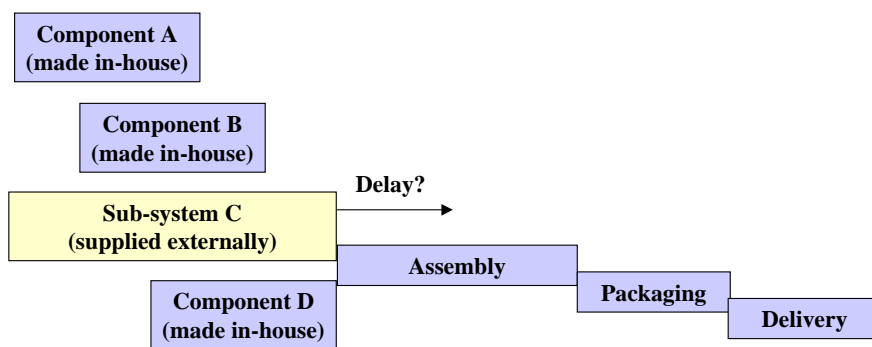 Component A
(made in-house)
Component B
(made in-house)
Delay?
Sub-system C
(supplied externally)
Assembly
Packaging
Component D
(made in-house)
Delivery